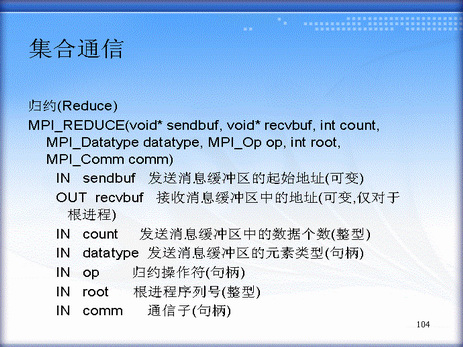 集合通信
归约(Reduce)
MPI_REDUCE(void* sendbuf, void* recvbuf, int count,
MPI_Datatype datatype, MPI_Op op, int root,
MPI_Comm comm)
IN sendbuf 发送消息缓冲区的起始地址(可变)
OUT recvbuf 接收消息缓冲区中的地址(可变,仅对于
根进程)
IN count 发送消息缓冲区中的数据个数(整型)
IN datatype 发送消息缓冲区的元素类型(句柄)
IN op 归约操作符(句柄)
IN root 根进程序列号(整型)
IN comm 通信子(句柄)
104